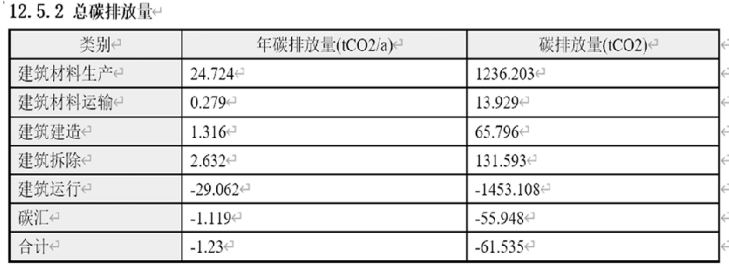 12.5.2 总碳排放量
类别 年碳排放量(tCO2/a) 碳排放量(tCO2)
建筑材料生产 24.724 1236.203
建筑材料运输 0.279 13.929
建筑建造 1.316 65.796
建筑拆除 2.632 131.593
建筑运行 -29.062 -1453.108
碳汇 -1.119 -55.948
合计 -1.23 -61.535